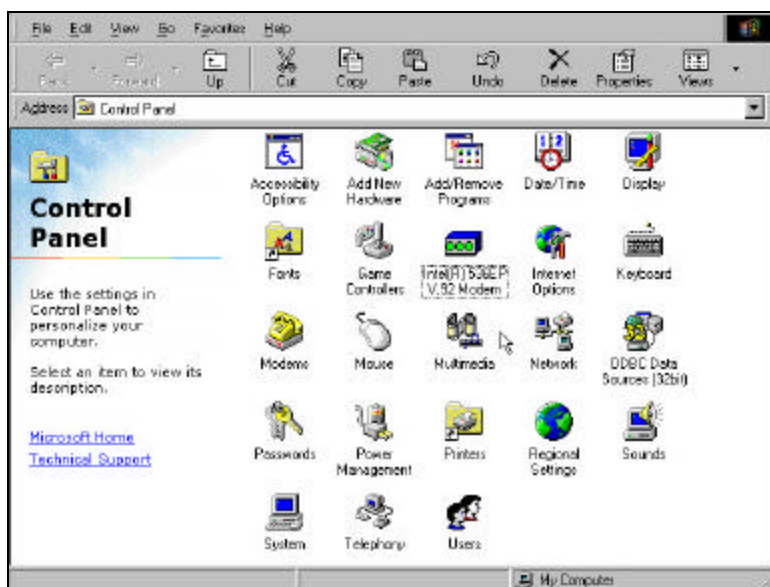 File Edit View Go Favorites Help
Back Forward Up Cut Copy Paste Undo Delete Properties Views
Address Control Panel
Control
Panel
Use the settings in
Control Panel to
personalize your
computer.
Select an item to view its
description.
Microsoft Home
Technical Support
Accessibility Options
Add New Hardware
Add/Remove Programs
Date/Time
Display
Fonts
Game Controllers
Intel(R) 536EP V.92 Modem
Internet Options
Keyboard
Modems
Mouse
Multimedia
Network
ODBC Data Sources (32bit)
Passwords
Power Management
Printers
Regional Settings
Sounds
System
Telephony
Users
My Computer